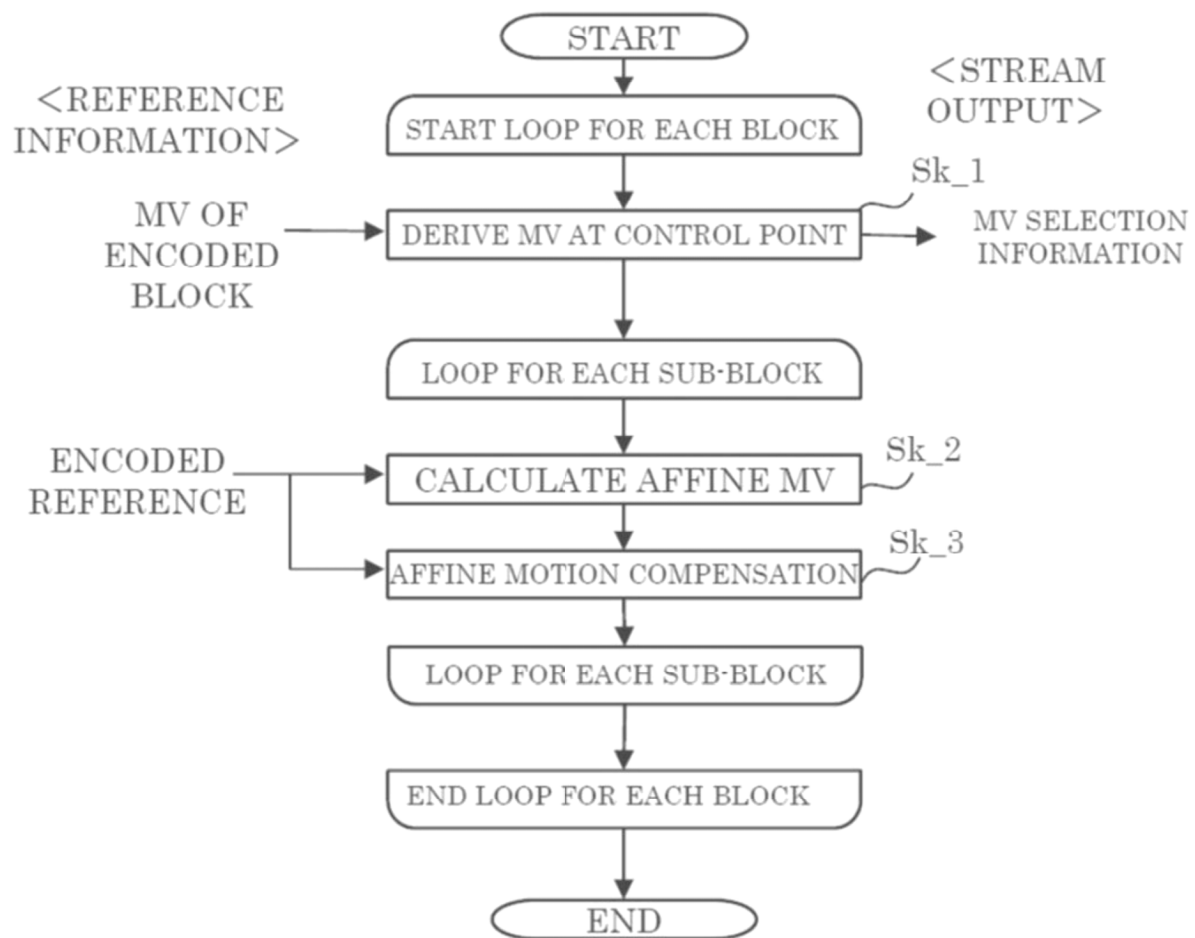 START
<REFERENCE
INFORMATION>
<STREAM
OUTPUT>
START LOOP FOR EACH BLOCK
Sk_1
MV OF
ENCODED
BLOCK
DERIVE MV AT CONTROL POINT
MV SELECTION
INFORMATION
LOOP FOR EACH SUB-BLOCK
ENCODED
REFERENCE
CALCULATE AFFINE MV
Sk_2
AFFINE MOTION COMPENSATION
Sk_3
LOOP FOR EACH SUB-BLOCK
END LOOP FOR EACH BLOCK
END